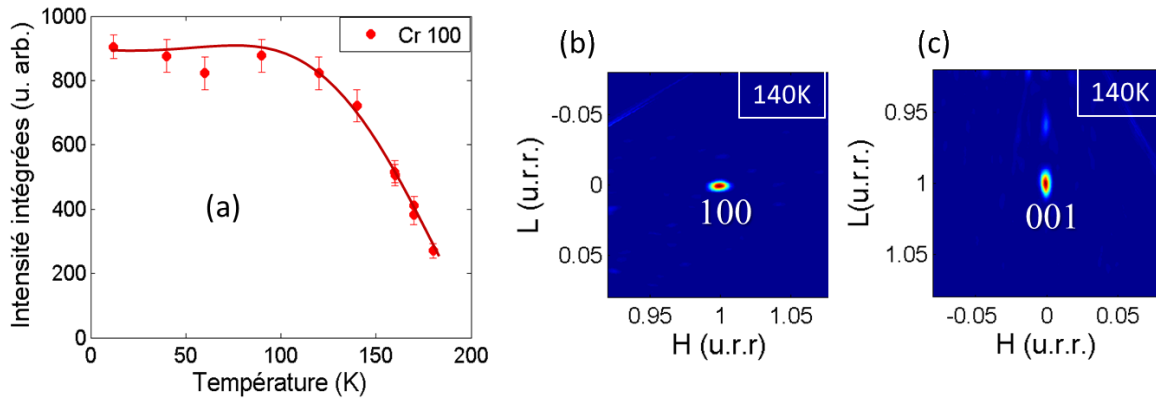 1000
800
600
400
200
0
Intensité intégrées (u. arb.)
0 50 100 150 200
Température (K)
Cr 100
(a)
(b)
140K
-0.05
0
0.05
L (u.r.r.)
100
0.95 1 1.05
H (u.r.r)
(c)
140K
0.95
1
1.05
L(u.r.r.)
001
-0.05 0 0.05
H (u.r.r.)